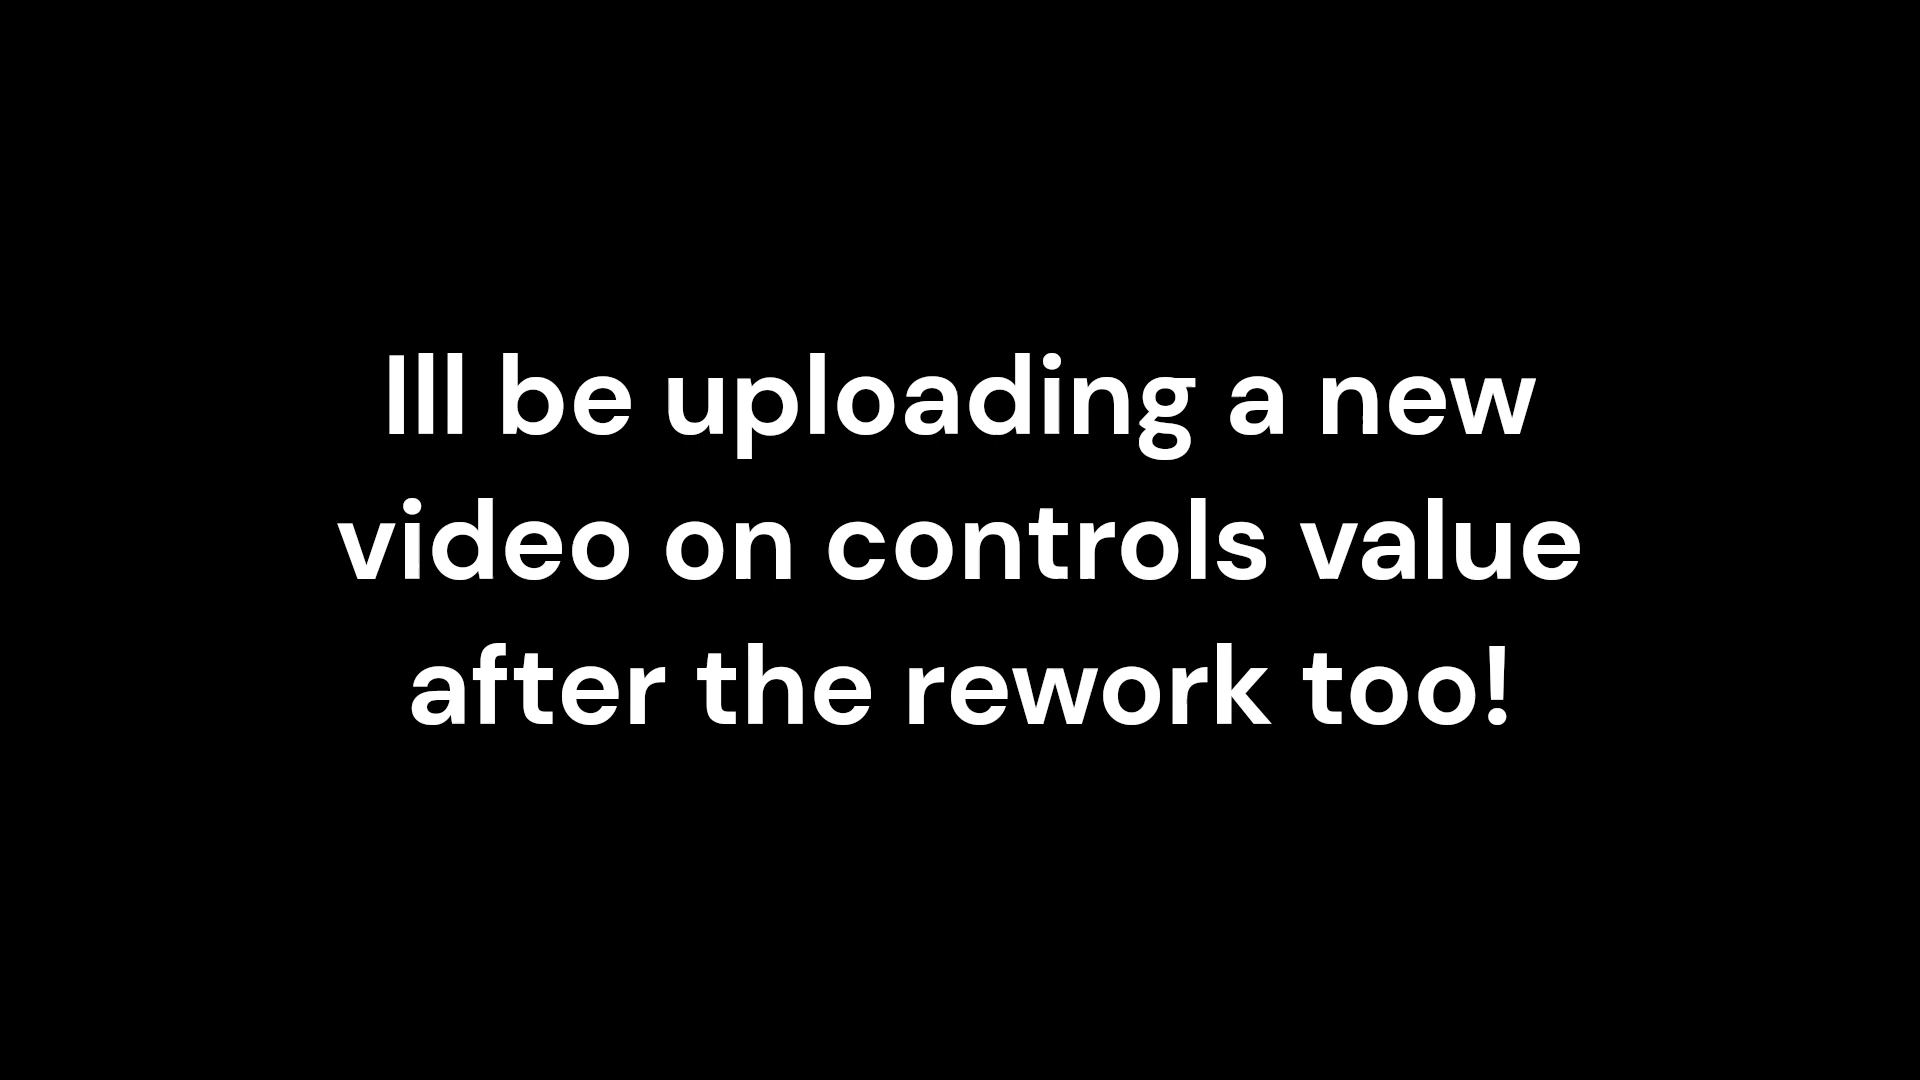 Ill be uploading a new
video on controls value
after the rework too!